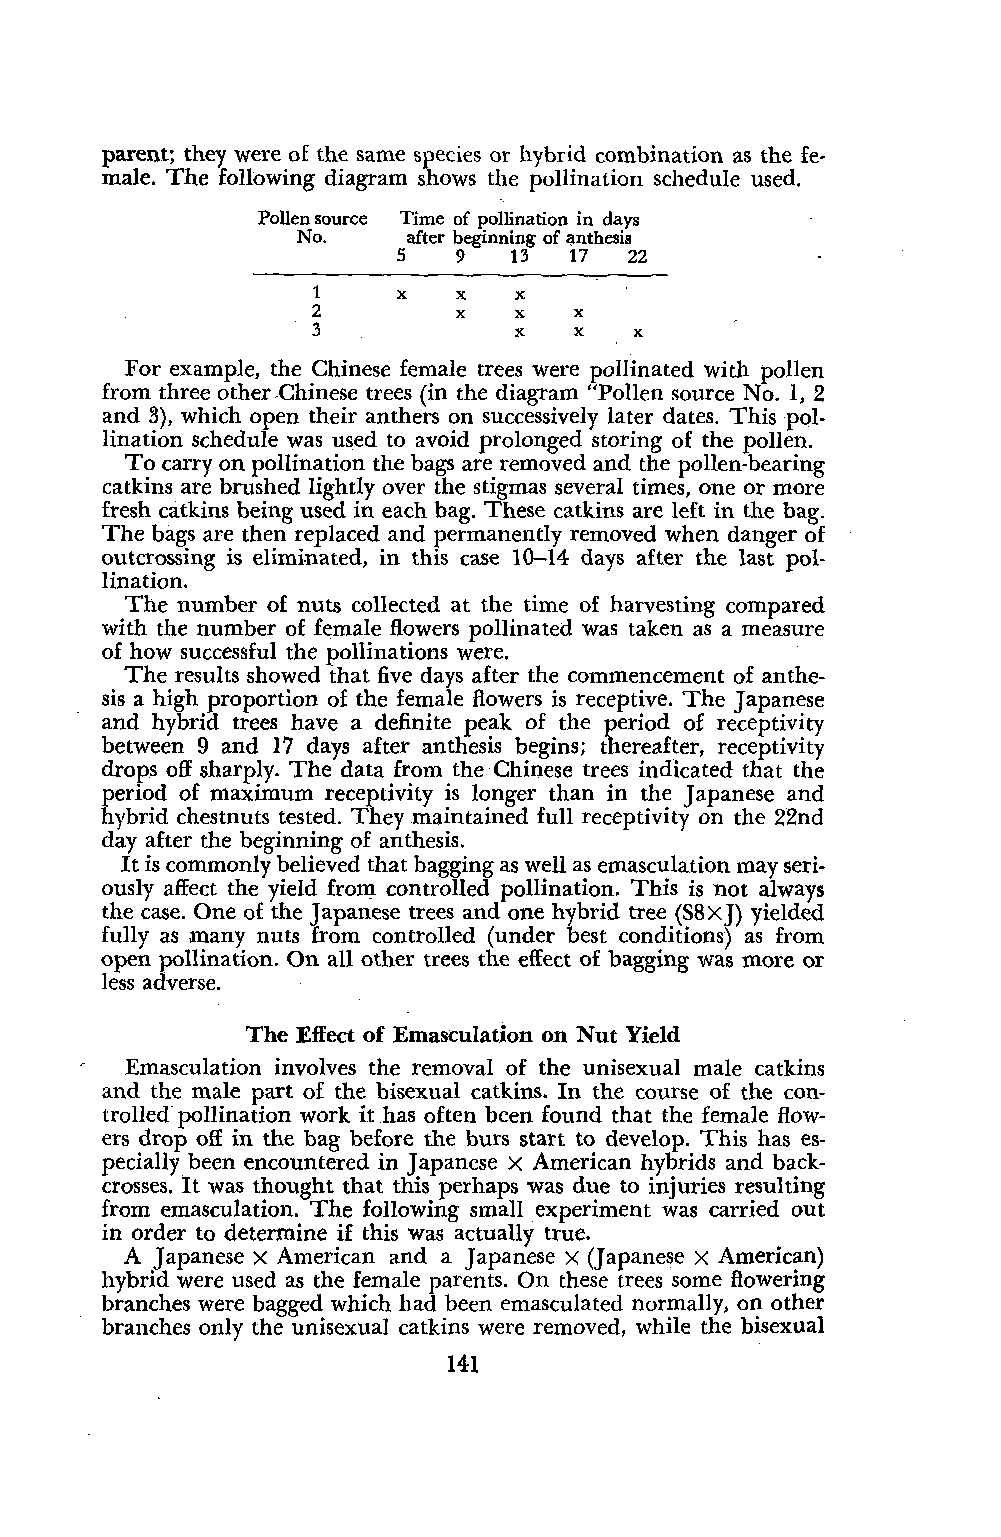 parent; they were of the same species or hybrid combination as the fe-
male. The following diagram shows the pollination schedule used.
Pollen source Time of pollination in days
No. after beginning of anthesis
5 9 13 17 22
1 x x x
2 x x x
3 x x x
For example, the Chinese female trees were pollinated with pollen
from three other Chinese trees (in the diagram "Pollen source No. 1, 2
and 3), which open their anthers on successively later dates. This pol-
lination schedule was used to avoid prolonged storing of the pollen.
To carry on pollination the bags are removed and the pollen-bearing
catkins are brushed lightly over the stigmas several times, one or more
fresh catkins being used in each bag. These catkins are left in the bag.
The bags are then replaced and permanently removed when danger of
outcrossing is eliminated, in this case 10–14 days after the last pol-
lination.
The number of nuts collected at the time of harvesting compared
with the number of female flowers pollinated was taken as a measure
of how successful the pollinations were.
The results showed that five days after the commencement of anthe-
sis a high proportion of the female flowers is receptive. The Japanese
and hybrid trees have a definite peak of the period of receptivity
between 9 and 17 days after anthesis begins; thereafter, receptivity
drops off sharply. The data from the Chinese trees indicated that the
period of maximum receptivity is longer than in the Japanese and
hybrid chestnuts tested. They maintained full receptivity on the 22nd
day after the beginning of anthesis.
It is commonly believed that bagging as well as emasculation may seri-
ously affect the yield from controlled pollination. This is not always
the case. One of the Japanese trees and one hybrid tree (S8xJ) yielded
fully as many nuts from controlled (under best conditions) as from
open pollination. On all other trees the effect of bagging was more or
less adverse.
The Effect of Emasculation on Nut Yield
Emasculation involves the removal of the unisexual male catkins
and the male part of the bisexual catkins. In the course of the con-
trolled pollination work it has often been found that the female flow-
ers drop off in the bag before the burs start to develop. This has es-
pecially been encountered in Japanese × American hybrids and back-
crosses. It was thought that this perhaps was due to injuries resulting
from emasculation. The following small experiment was carried out
in order to determine if this was actually true.
A Japanese × American and a Japanese × (Japanese × American)
hybrid were used as the female parents. On these trees some flowering
branches were bagged which had been emasculated normally, on other
branches only the unisexual catkins were removed, while the bisexual
141